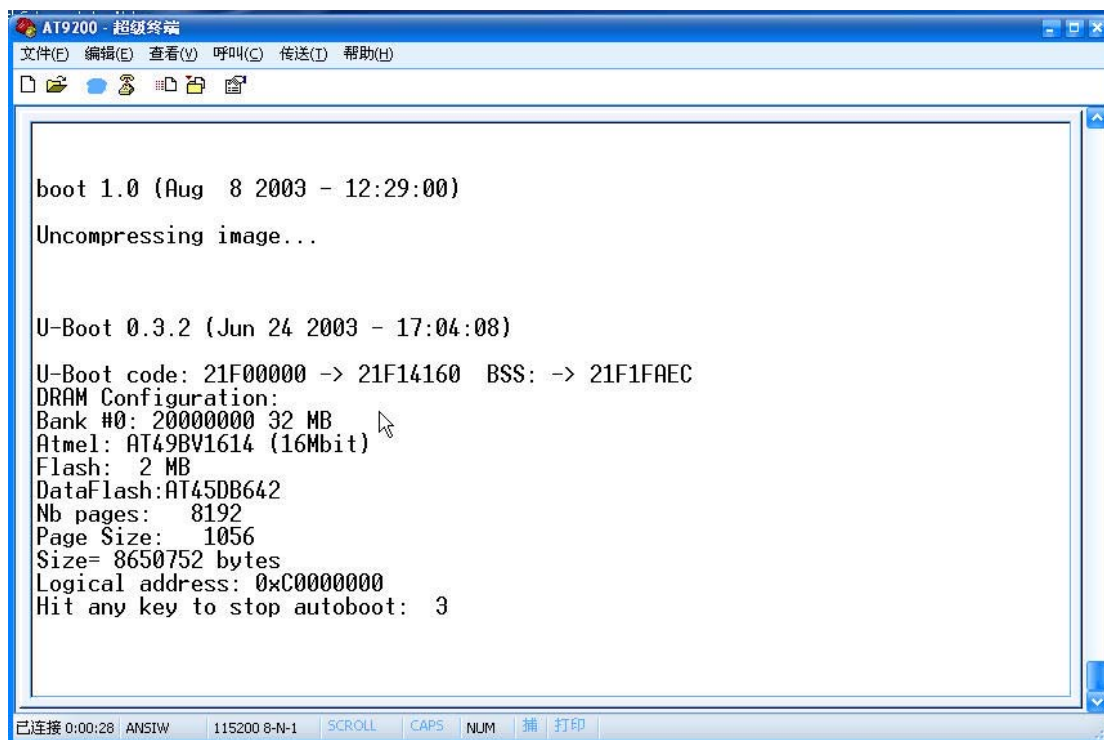 AT9200 - 超级终端
文件(F) 编辑(E) 查看(V) 呼叫(C) 传送(T) 帮助(H)
boot 1.0 (Aug  8 2003 - 12:29:00)
Uncompressing image...
U-Boot 0.3.2 (Jun 24 2003 - 17:04:08)
U-Boot code: 21F00000 -> 21F14160  BSS: -> 21F1FAEC
DRAM Configuration:
Bank #0: 20000000 32 MB
Atmel: AT49BV1614 (16Mbit)
Flash:  2 MB
DataFlash:AT45DB642
Nb pages:   8192
Page Size:   1056
Size= 8650752 bytes
Logical address: 0xC0000000
Hit any key to stop autoboot:  3
已连接 0:00:28 ANSIW 115200 8-N-1 SCROLL CAPS NUM 捕 打印